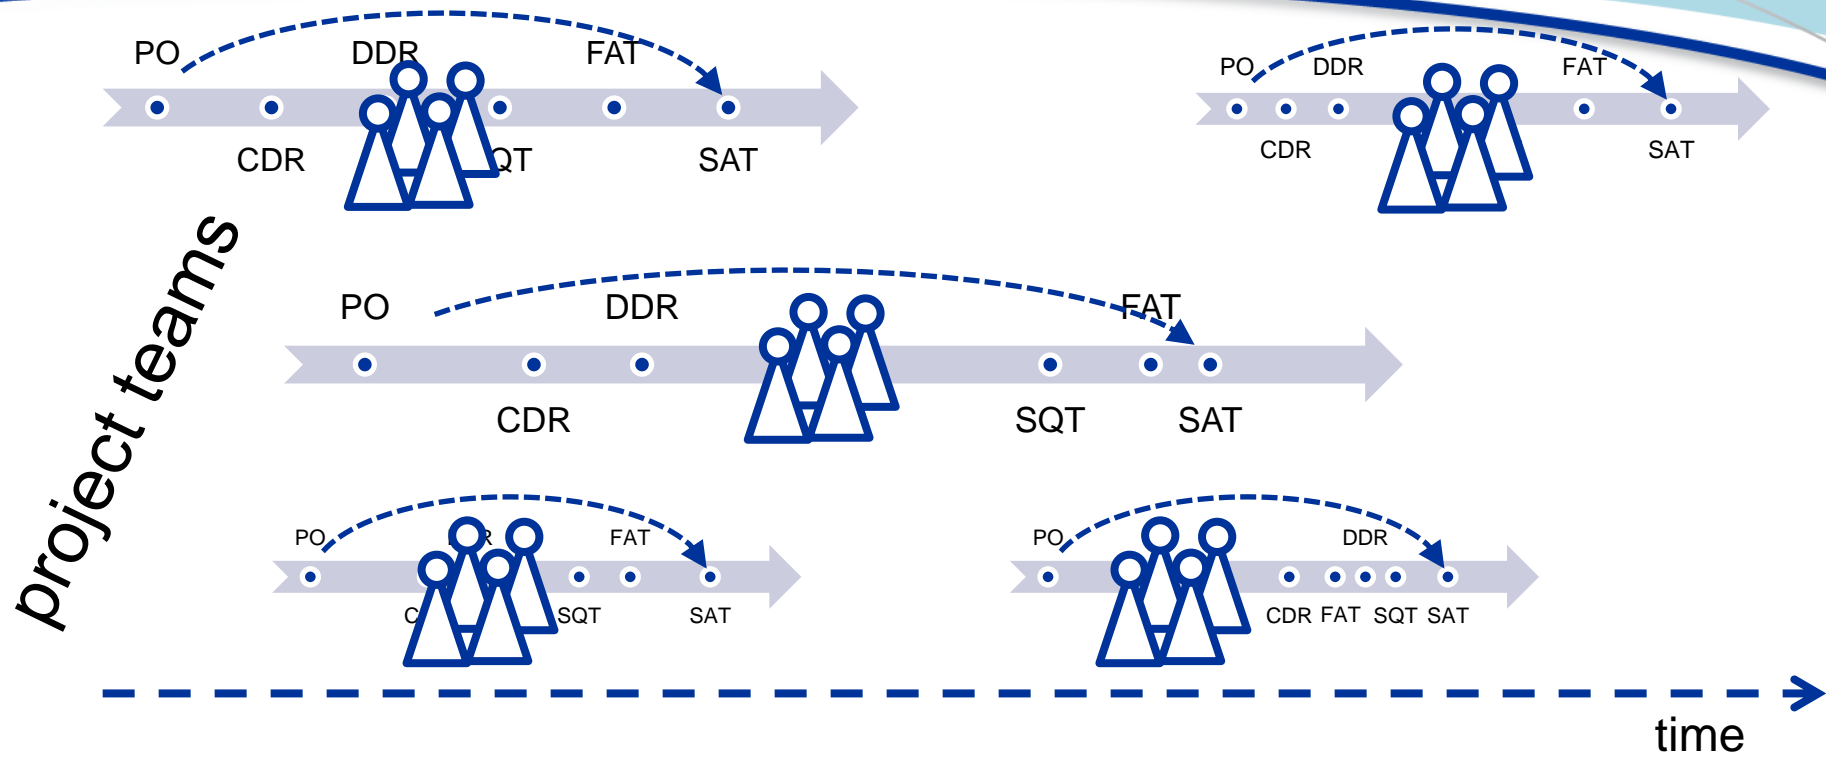 PO DDR FAT
CDR QT SAT
PO DDR FAT
CDR SAT
project teams
PO DDR FAT
CDR SQT SAT
PO R FAT
C SQT SAT
PO DDR
CDR FAT SQT SAT
time